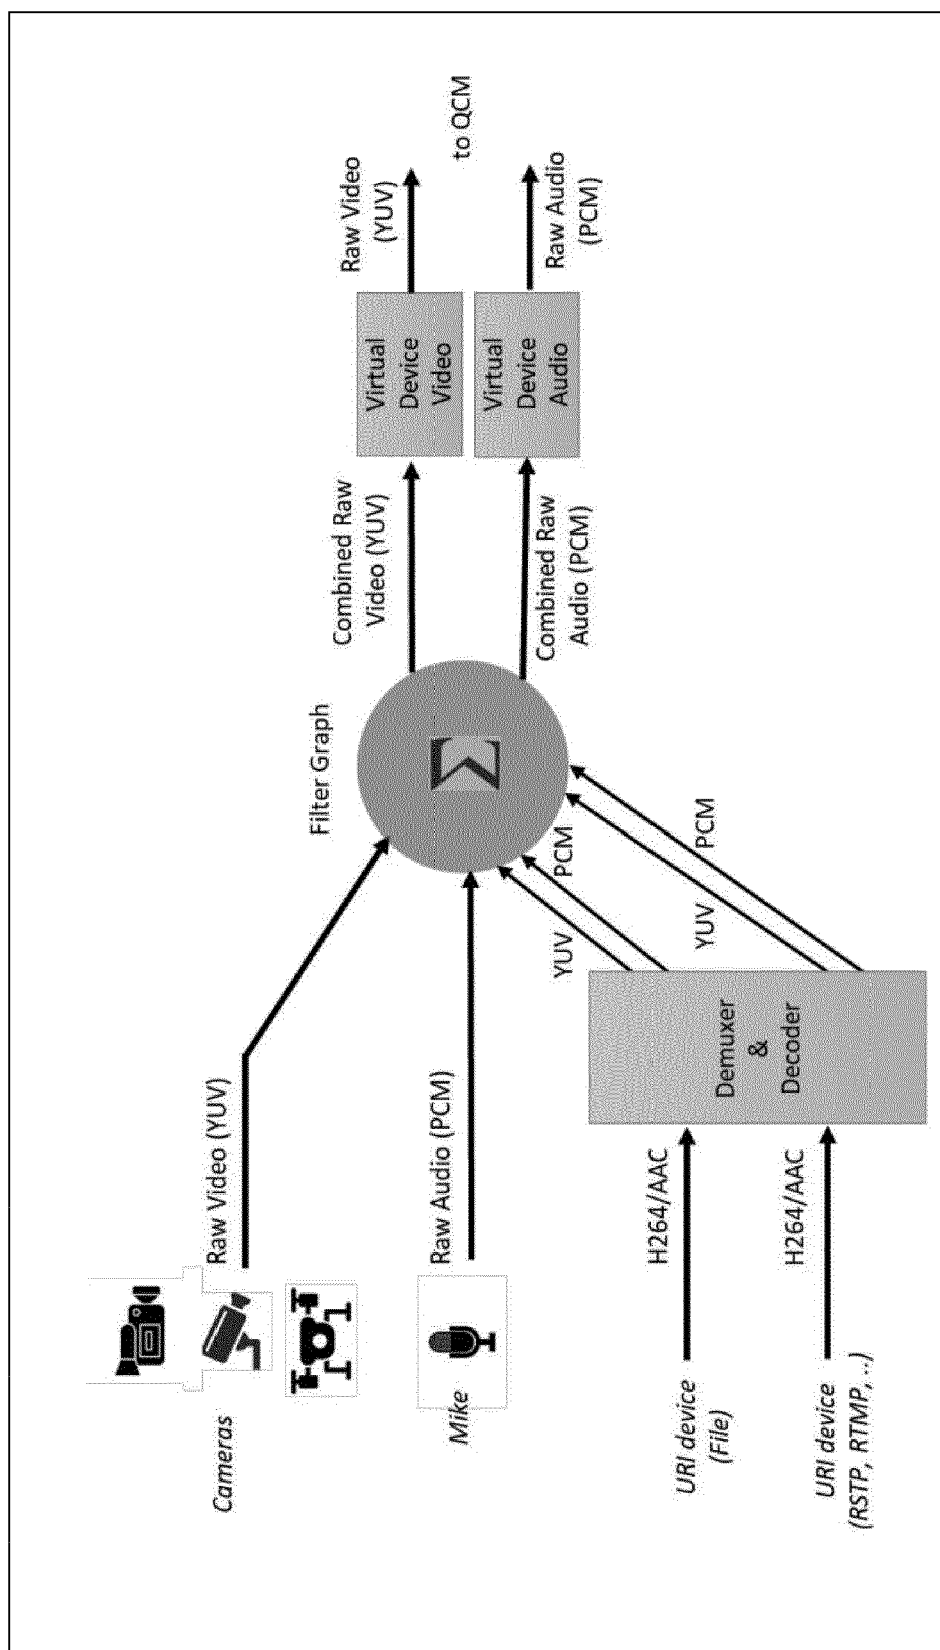 Cameras
Raw Video (YUV)
Mike
Raw Audio (PCM)
URI device
(File)
H264/AAC
URI device
(RSTP, RTMP, ..)
H264/AAC
Demuxer
&
Decoder
YUV
PCM
YUV
PCM
Filter Graph
Σ
Combined Raw
Video (YUV)
Combined Raw
Audio (PCM)
Virtual
Device
Video
Virtual
Device
Audio
Raw Video
(YUV)
to QCM
Raw Audio
(PCM)